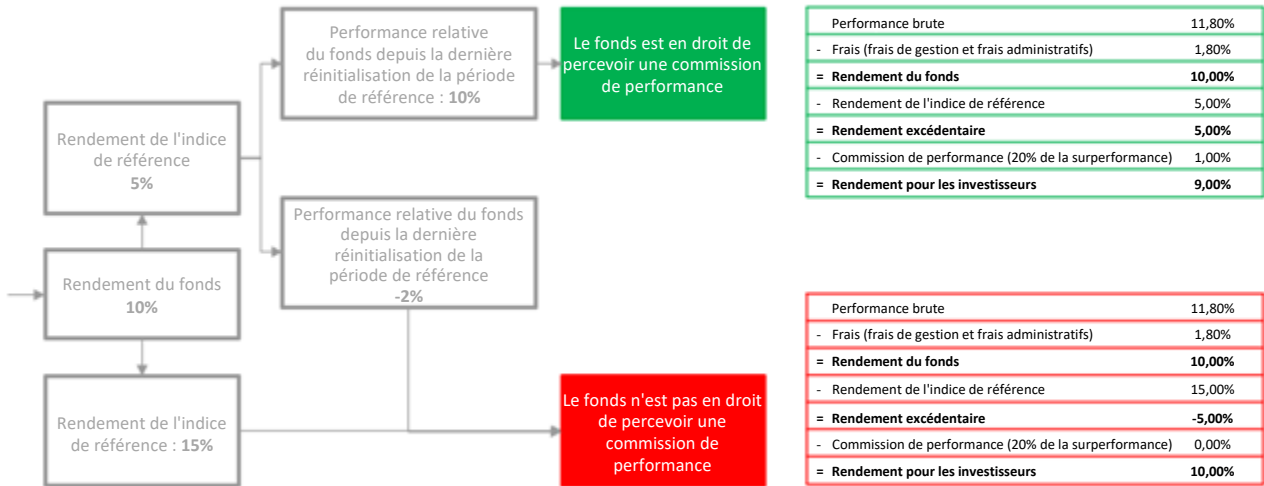 Performance relative
du fonds depuis la dernière
réinitialisation de la période
de référence : 10%
Le fonds est en droit de
percevoir une commission
de performance
Rendement de l'indice
de référence
5%
Performance relative du fonds
depuis la dernière
réinitialisation de la
période de référence
-2%
Rendement du fonds
10%
Rendement de l'indice
de référence : 15%
Le fonds n'est pas en droit
de percevoir une
commission de
performance
Performance brute 11,80%
- Frais (frais de gestion et frais administratifs) 1,80%
= Rendement du fonds 10,00%
- Rendement de l'indice de référence 5,00%
= Rendement excédentaire 5,00%
- Commission de performance (20% de la surperformance) 1,00%
= Rendement pour les investisseurs 9,00%
Performance brute 11,80%
- Frais (frais de gestion et frais administratifs) 1,80%
= Rendement du fonds 10,00%
- Rendement de l'indice de référence 15,00%
= Rendement excédentaire -5,00%
- Commission de performance (20% de la surperformance) 0,00%
= Rendement pour les investisseurs 10,00%